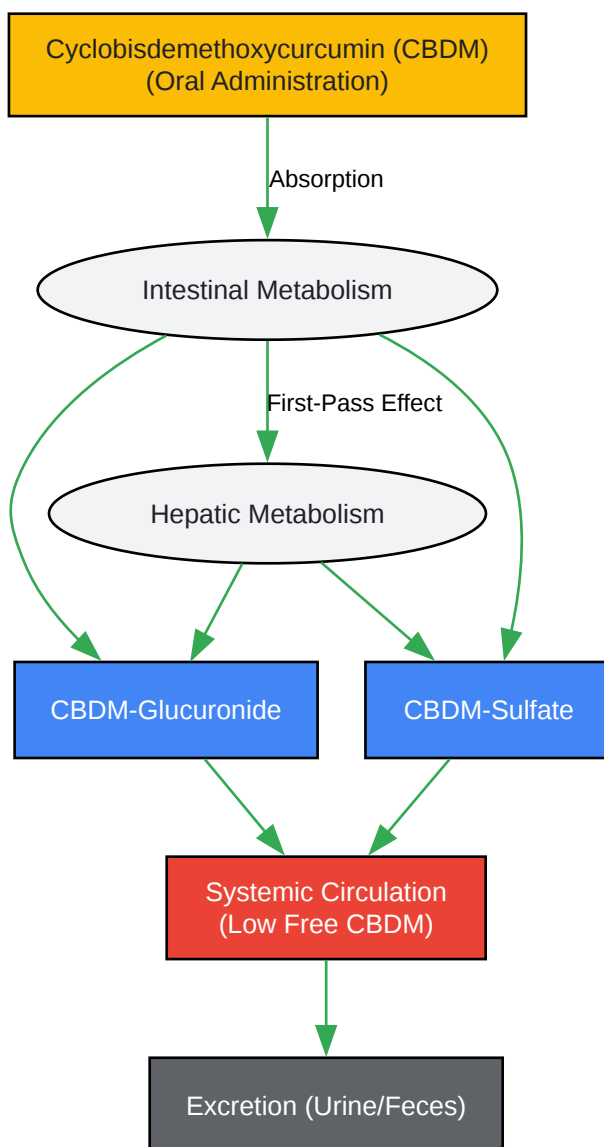 Cyclobisdemethoxycurcumin (CBDM)
(Oral Administration)
Absorption
Intestinal Metabolism
First-Pass Effect
Hepatic Metabolism
CBDM-Glucuronide
CBDM-Sulfate
Systemic Circulation
(Low Free CBDM)
Excretion (Urine/Feces)